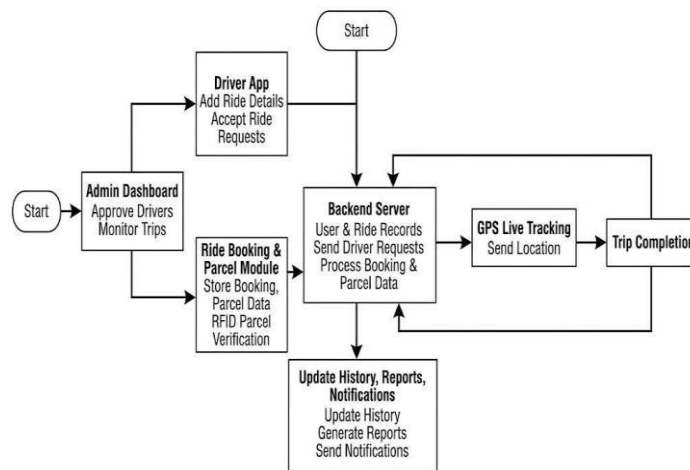 Start
Driver App
Add Ride Details
Accept Ride
Requests
Start
Admin Dashboard
Approve Drivers
Monitor Trips
Ride Booking &
Parcel Module
Store Booking,
Parcel Data
RFID Parcel
Verification
Backend Server
User & Ride Records
Send Driver Requests
Process Booking &
Parcel Data
GPS Live Tracking
Send Location
Trip Completion
Update History, Reports,
Notifications
Update History
Generate Reports
Send Notifications